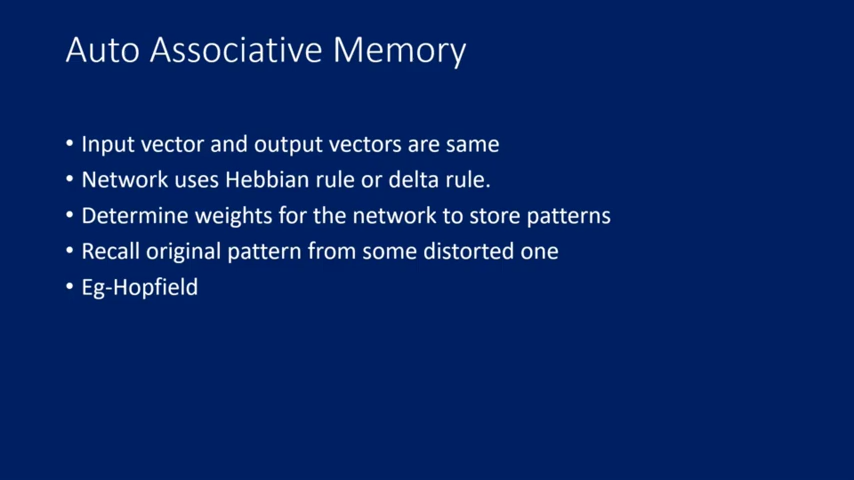 Auto Associative Memory
• Input vector and output vectors are same
• Network uses Hebbian rule or delta rule.
• Determine weights for the network to store patterns
• Recall original pattern from some distorted one
• Eg-Hopfield